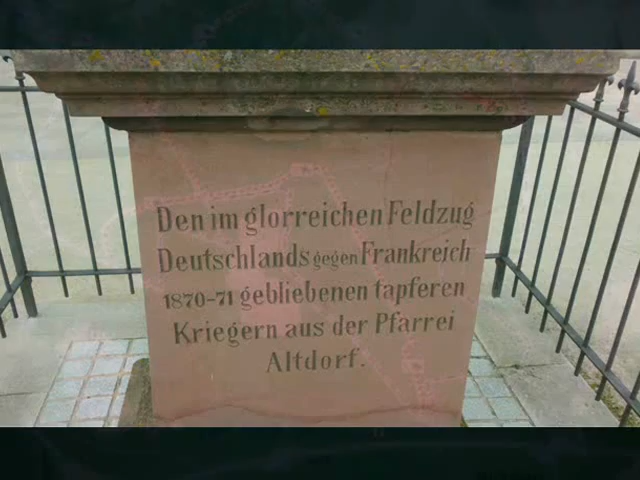 Den im glorreichen Feldzug
Deutschlands gegen Frankreich
1870-71 gebliebenen tapferen
Kriegern aus der Pfarrei
Altdorf.